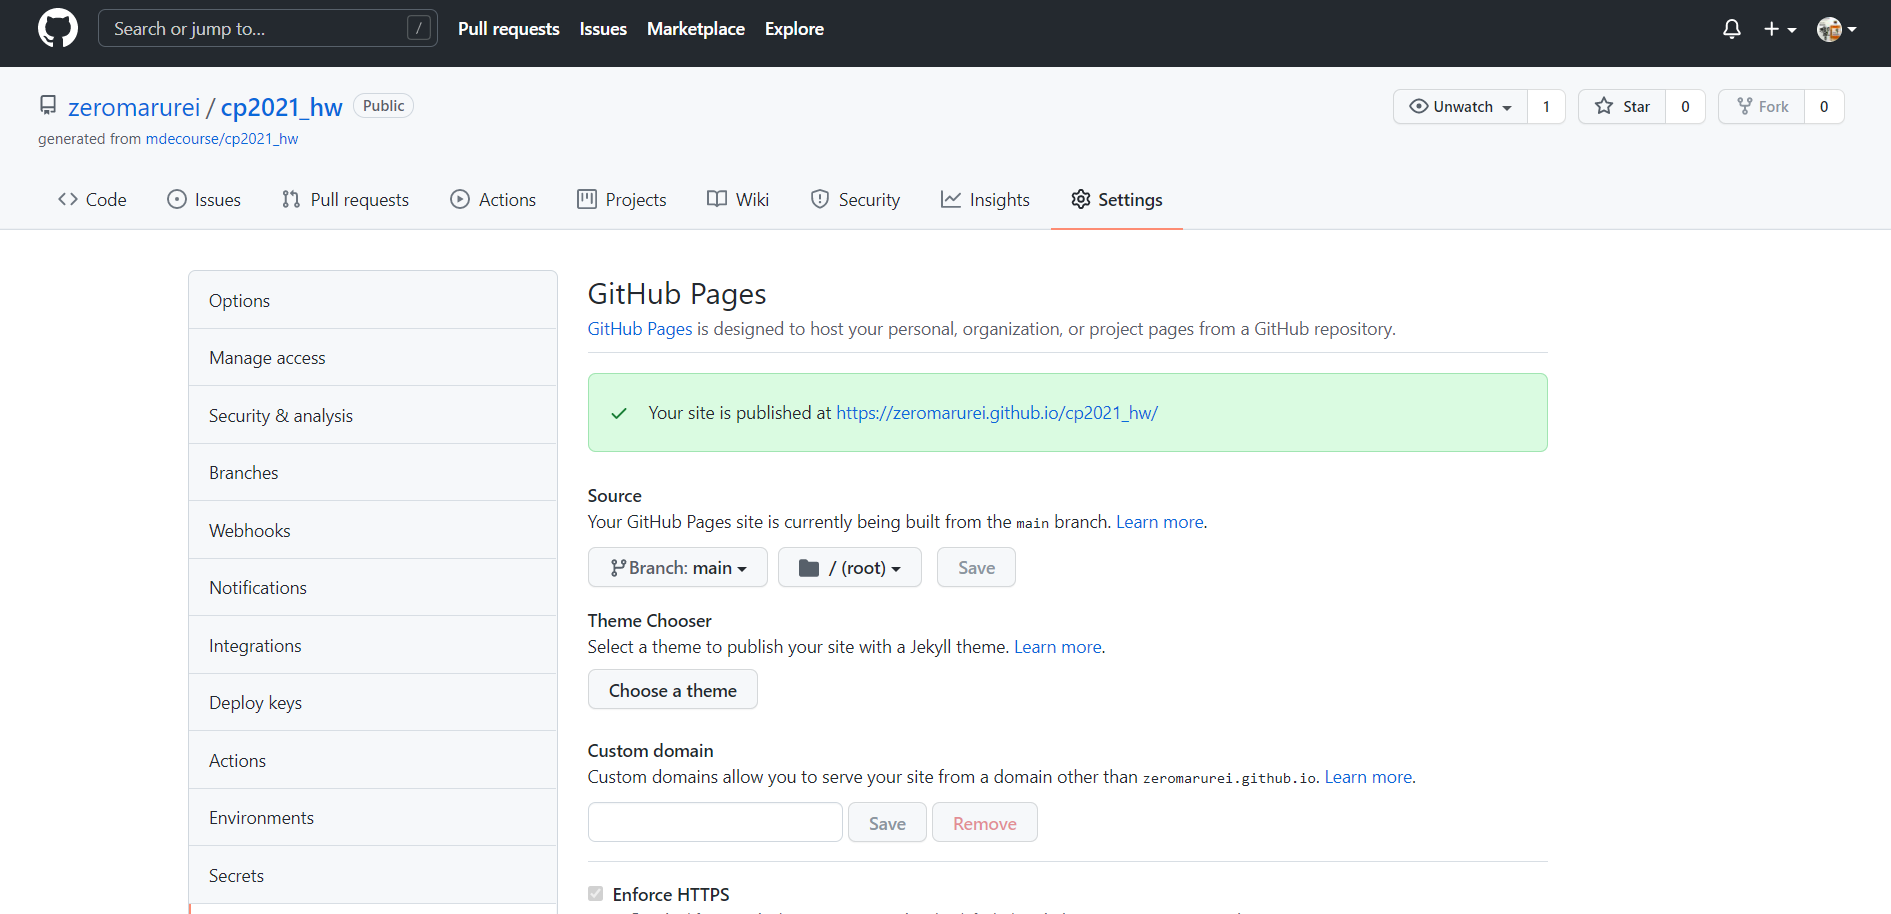 Search or jump to... /
Pull requests Issues Marketplace Explore
zeromarurei / cp2021_hw Public
Unwatch 1 Star 0 Fork 0
generated from mdecourse/cp2021_hw
Code Issues Pull requests Actions Projects Wiki Security Insights Settings
Options
Manage access
Security & analysis
Branches
Webhooks
Notifications
Integrations
Deploy keys
Actions
Environments
Secrets
GitHub Pages
GitHub Pages is designed to host your personal, organization, or project pages from a GitHub repository.
Your site is published at https://zeromarurei.github.io/cp2021_hw/
Source
Your GitHub Pages site is currently being built from the main branch. Learn more.
Branch: main / (root) Save
Theme Chooser
Select a theme to publish your site with a Jekyll theme. Learn more.
Choose a theme
Custom domain
Custom domains allow you to serve your site from a domain other than zeromarurei.github.io. Learn more.
Save Remove
Enforce HTTPS